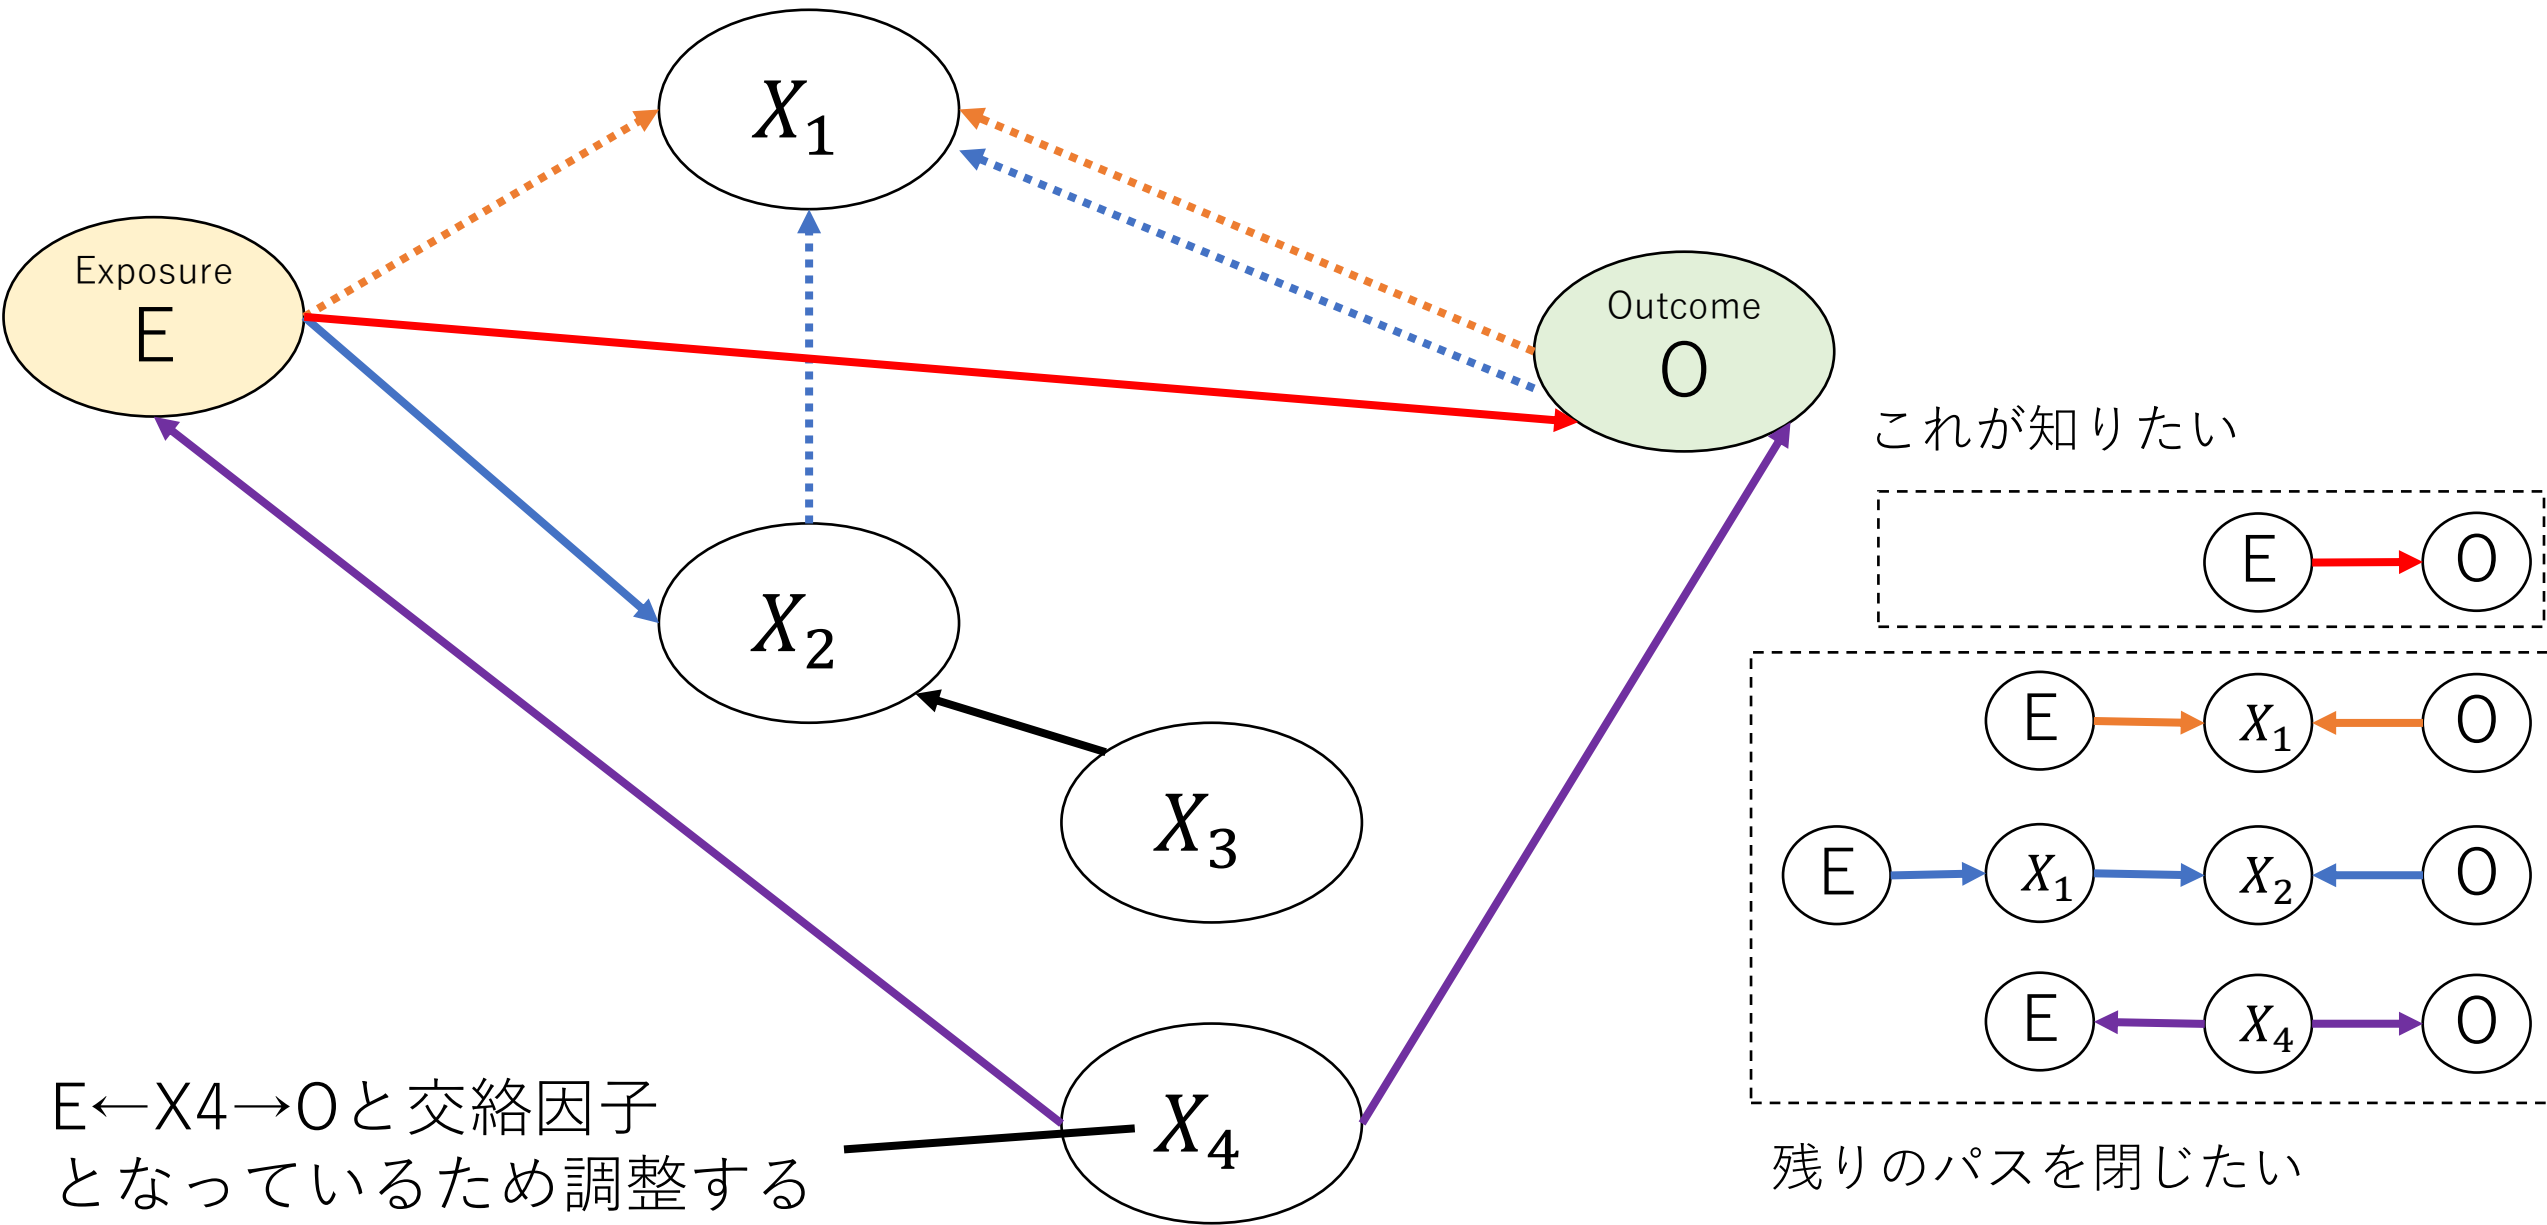 X₁
Exposure
E
Outcome
O
これが知りたい
E O
X₂
E X₁ O
X₃
E X₁ X₂ O
E X₄ O
E←X4→Oと交絡因子
となっているため調整する
X₄
残りのパスを閉じたい